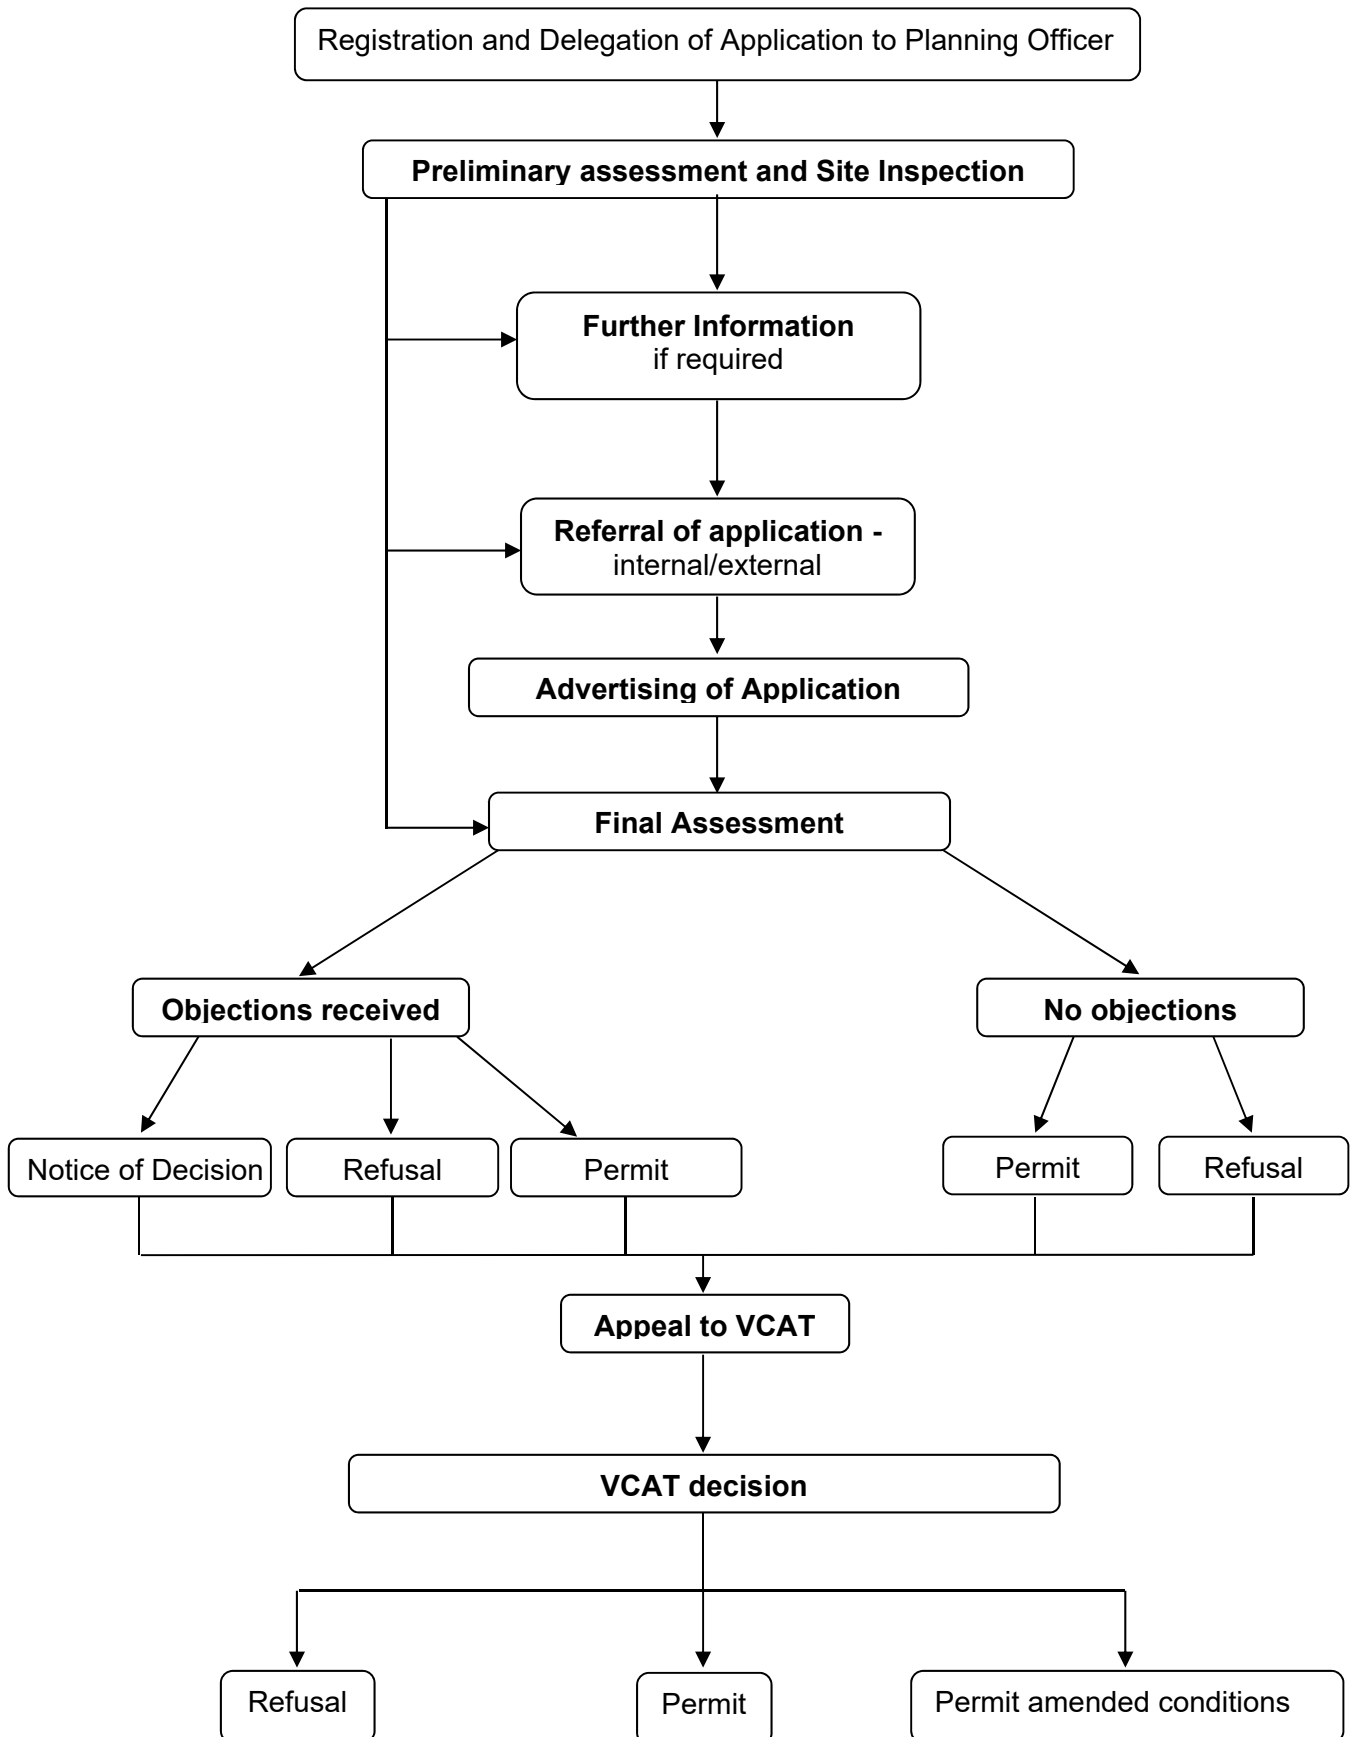 Registration and Delegation of Application to Planning Officer
Preliminary assessment and Site Inspection
Further Information
if required
Referral of application -
internal/external
Advertising of Application
Final Assessment
Objections received
No objections
Notice of Decision
Refusal
Permit
Permit
Refusal
Appeal to VCAT
VCAT decision
Refusal
Permit
Permit amended conditions